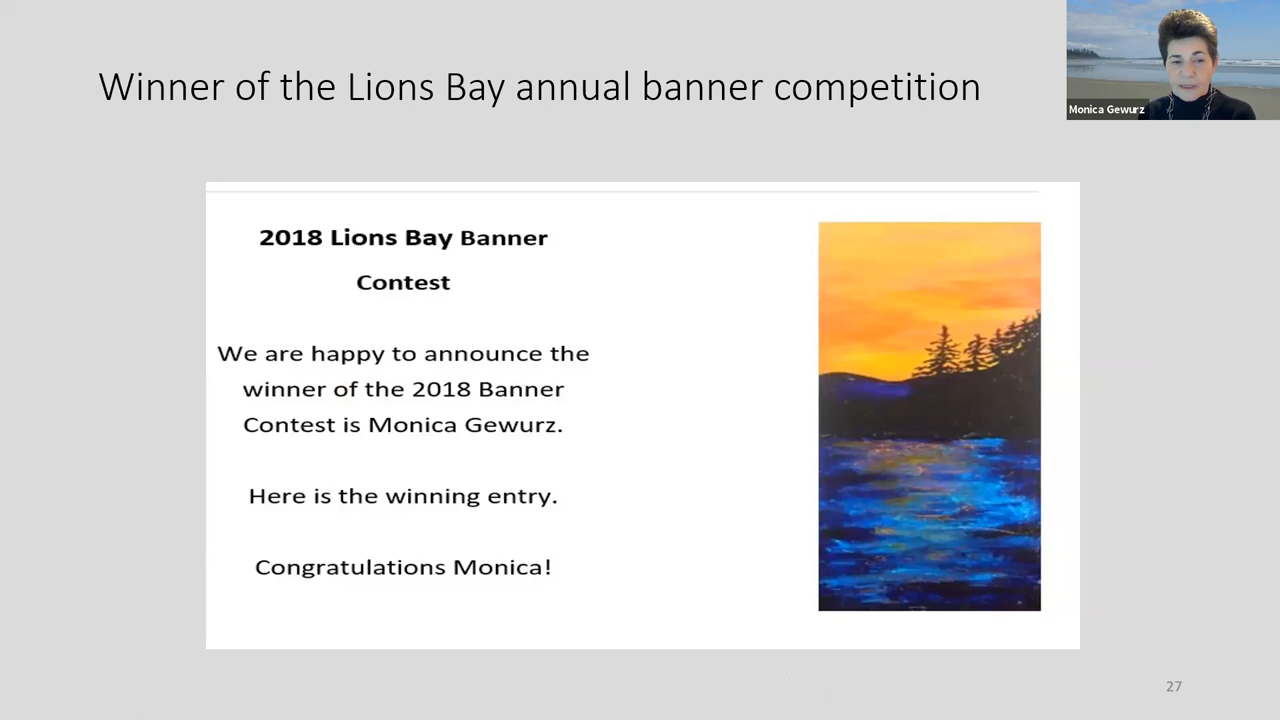 Winner of the Lions Bay annual banner competition
Monica Gewurz
2018 Lions Bay Banner
Contest
We are happy to announce the
winner of the 2018 Banner
Contest is Monica Gewurz.
Here is the winning entry.
Congratulations Monica!
27